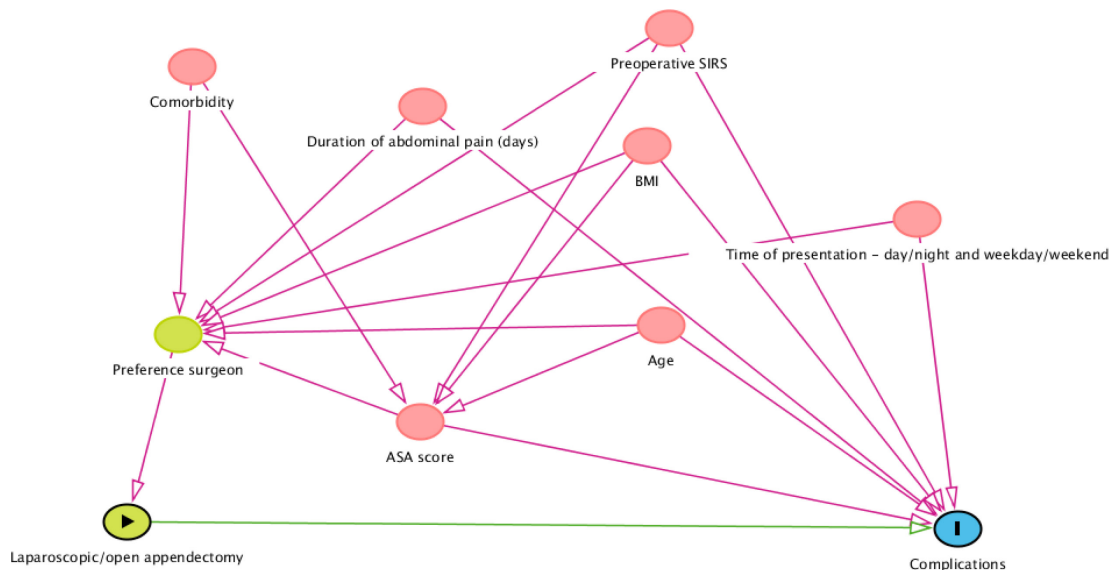 Preoperative SIRS
Comorbidity
Duration of abdominal pain (days)
BMI
Time of presentation – day/night and weekday/weekend
Age
Preference surgeon
ASA score
Laparoscopic/open appendectomy
Complications